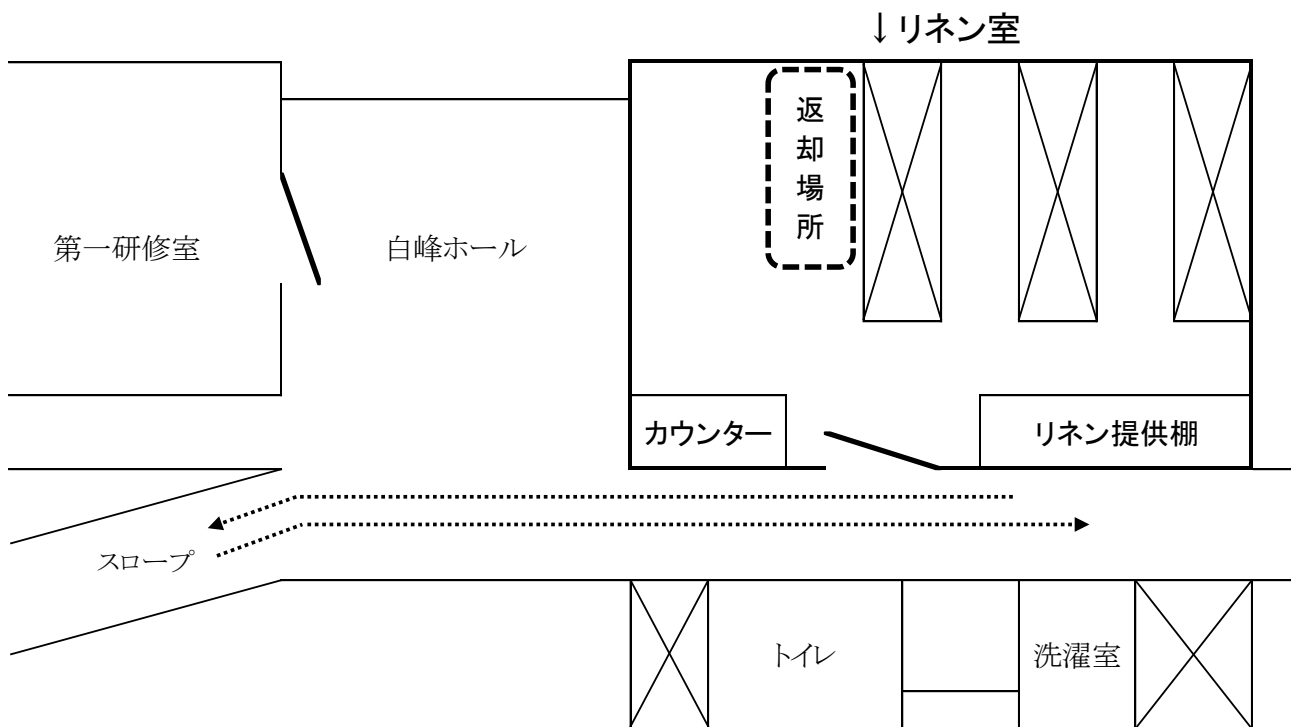 ↓リネン室
返却場所
第一研修室
白峰ホール
カウンター
リネン提供棚
スロープ
トイレ
洗濯室